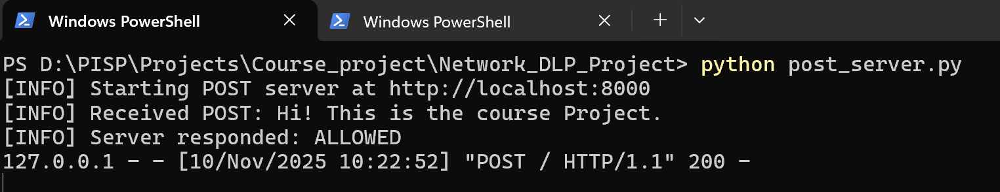 Windows PowerShell
Windows PowerShell
PS D:\PISP\Projects\Course_project\Network_DLP_Project> python post_server.py
[INFO] Starting POST server at http://localhost:8000
[INFO] Received POST: Hi! This is the course Project.
[INFO] Server responded: ALLOWED
127.0.0.1 - - [10/Nov/2025 10:22:52] "POST / HTTP/1.1" 200 -